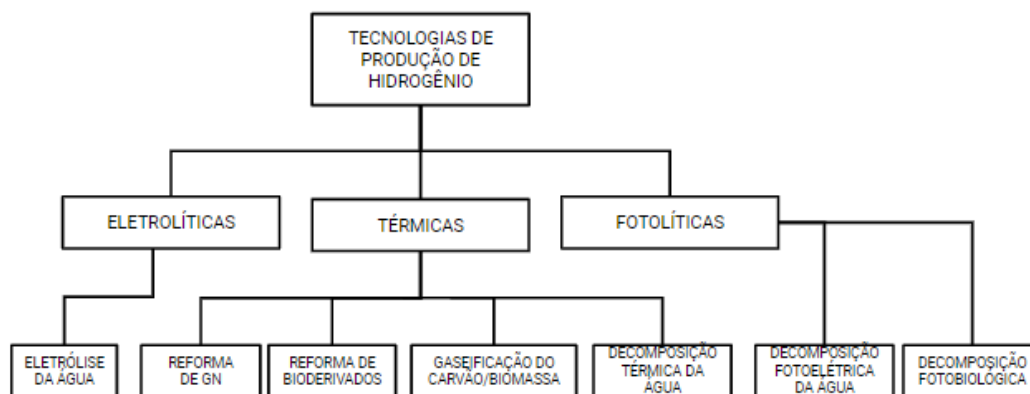 TECNOLOGIAS DE
PRODUÇÃO DE
HIDROGÊNIO
ELETROLÍTICAS
TÉRMICAS
FOTOLÍTICAS
ELETRÓLISE
DA ÁGUA
REFORMA
DE GN
REFORMA DE
BIODERIVADOS
GASEIFICAÇÃO DO
CARVÃO/BIOMASSA
DECOMPOSIÇÃO
TÉRMICA DA
ÁGUA
DECOMPOSIÇÃO
FOTOELÉTRICA
DA ÁGUA
DECOMPOSIÇÃO
FOTOBIOLÓGICA